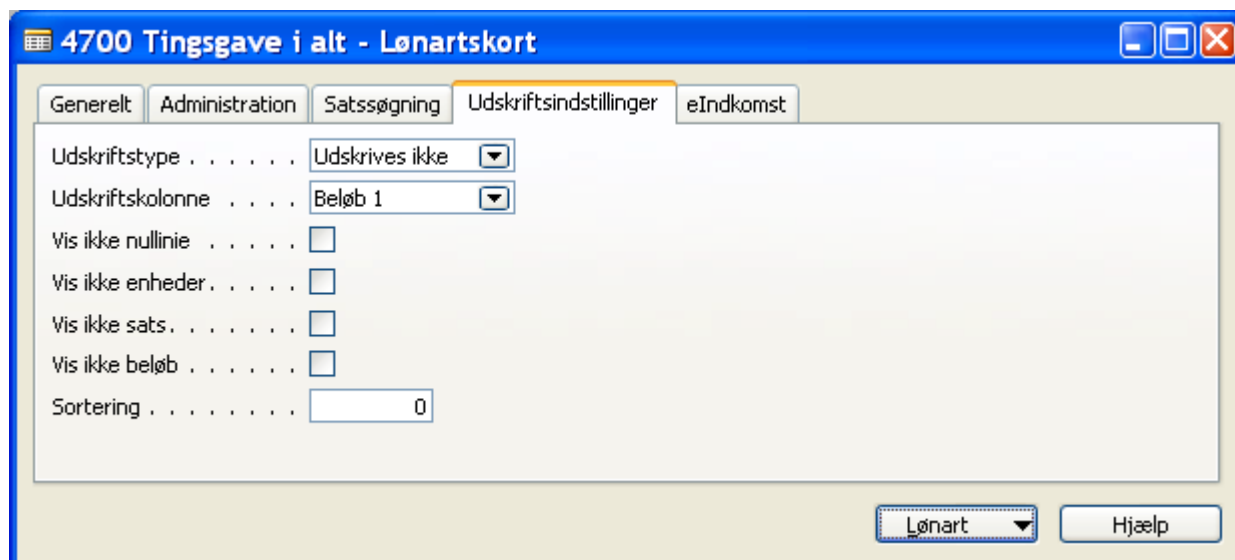 4700 Tingsgave i alt - Lønartskort
Generelt Administration Satssøgning Udskriftsindstillinger eIndkomst
Udskriftstype . . . . . . Udskrives ikke
Udskriftskolonne . . . . Beløb 1
Vis ikke nullinie . . . . .
Vis ikke enheder. . . . .
Vis ikke sats. . . . . . .
Vis ikke beløb . . . . . .
Sortering . . . . . . . . 0
Lønart Hjælp